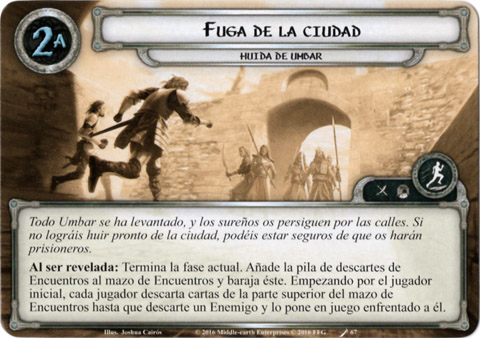 2A
Fuga de la ciudad
Huida de Umbar
Todo Umbar se ha levantado, y los sureños os persiguen por las calles. Si
no lográis huir pronto de la ciudad, podéis estar seguros de que os harán
prisioneros.
Al ser revelada: Termina la fase actual. Añade la pila de descartes de
Encuentros al mazo de Encuentros y baraja éste. Empezando por el jugador
inicial, cada jugador descarta cartas de la parte superior del mazo de
Encuentros hasta que descarte un Enemigo y lo pone en juego enfrentado a él.
Illus. Joshua Cairós © 2016 Middle-earth Enterprises © 2016 FFG 67